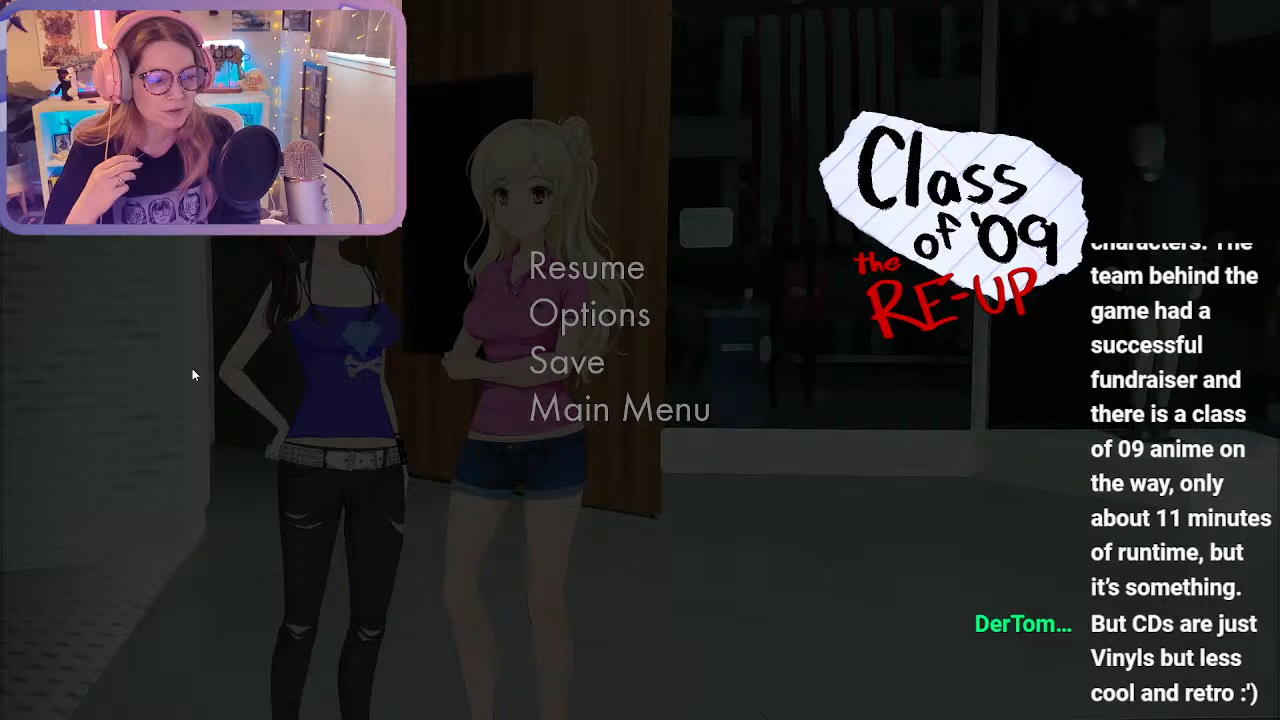 Class
of '09
the
RE-UP
Resume
Options
Save
Main Menu
characters. The
team behind the
game had a
successful
fundraiser and
there is a class
of 09 anime on
the way, only
about 11 minutes
of runtime, but
it’s something.
DerTom… But CDs are just
Vinyls but less
cool and retro :')